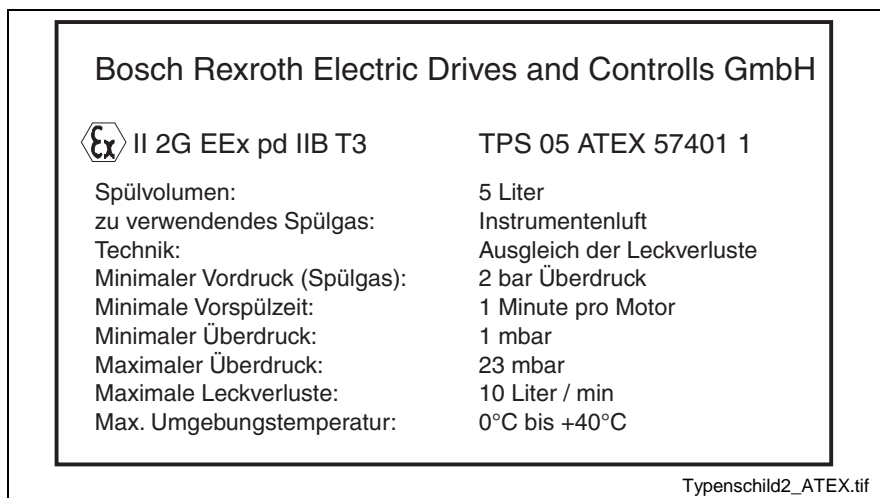 Bosch Rexroth Electric Drives and Controlls GmbH
Ex II 2G EEx pd IIB T3 TPS 05 ATEX 57401 1
Spülvolumen: 5 Liter
zu verwendendes Spülgas: Instrumentenluft
Technik: Ausgleich der Leckverluste
Minimaler Vordruck (Spülgas): 2 bar Überdruck
Minimale Vorspülzeit: 1 Minute pro Motor
Minimaler Überdruck: 1 mbar
Maximaler Überdruck: 23 mbar
Maximale Leckverluste: 10 Liter / min
Max. Umgebungstemperatur: 0°C bis +40°C
Typenschild2_ATEX.tif